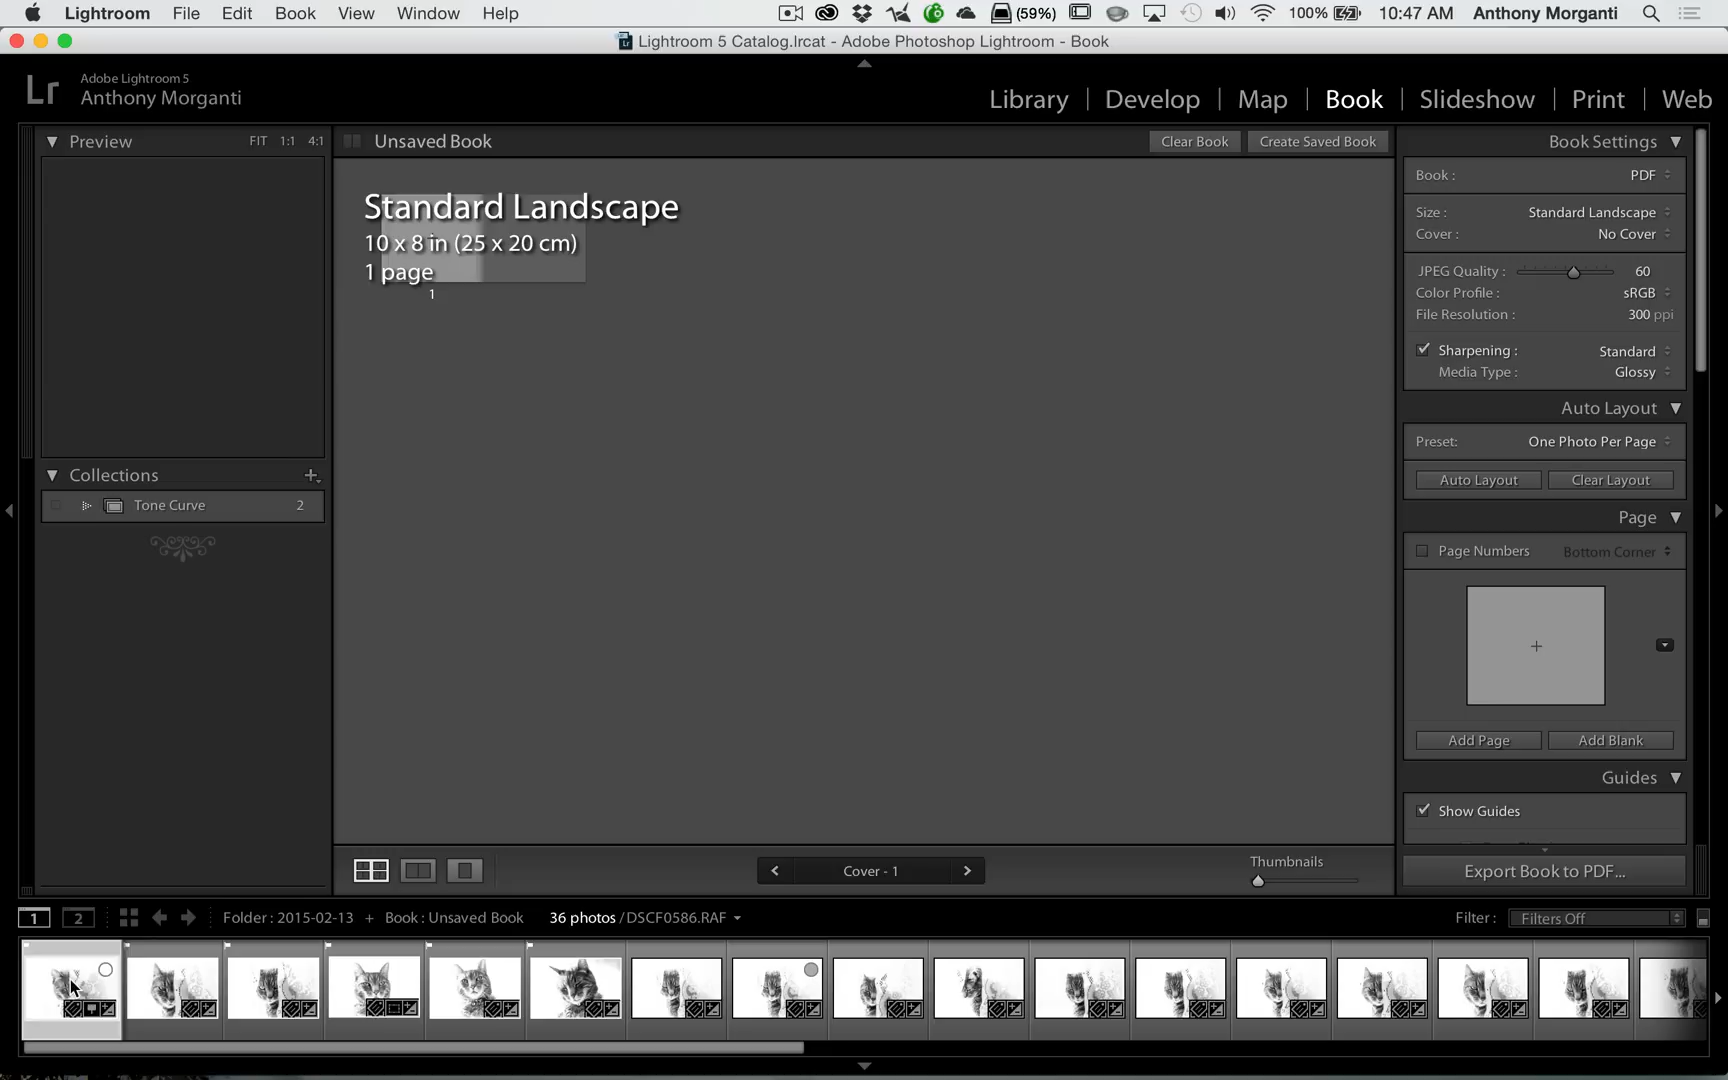 Lightroom File Edit Book View Window Help (59%) 100% 10:47 AM Anthony Morganti
Lightroom 5 Catalog.lrcat - Adobe Photoshop Lightroom - Book
Lr Adobe Lightroom 5
Anthony Morganti
Library | Develop | Map | Book | Slideshow | Print | Web
Preview FIT 1:1 4:1
Unsaved Book Clear Book Create Saved Book
Standard Landscape
10 x 8 in (25 x 20 cm)
1 page
1
Collections
Tone Curve 2
Book Settings
Book : PDF
Size : Standard Landscape
Cover : No Cover
JPEG Quality : 60
Color Profile : sRGB
File Resolution : 300 ppi
Sharpening : Standard
Media Type : Glossy
Auto Layout
Preset: One Photo Per Page
Auto Layout Clear Layout
Page
Page Numbers Bottom Corner
Add Page Add Blank
Guides
Show Guides
Cover - 1
Thumbnails
Export Book to PDF...
1 2 Folder : 2015-02-13 + Book : Unsaved Book 36 photos / DSCF0586.RAF Filter : Filters Off